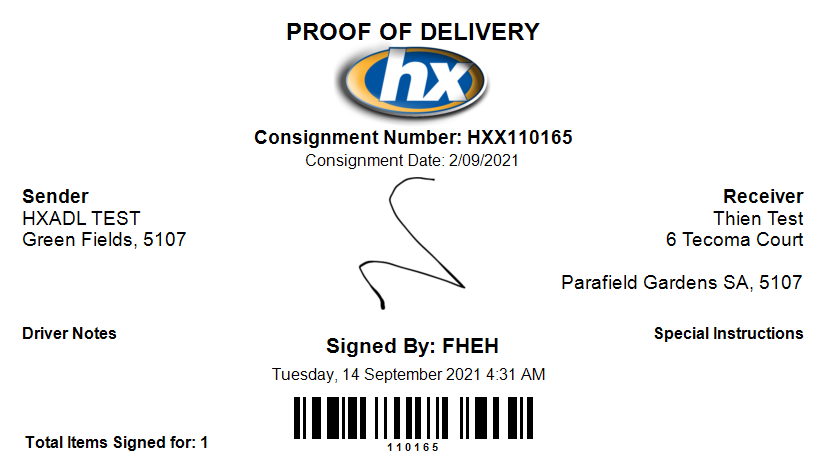 PROOF OF DELIVERY
hx
Consignment Number: HXX110165
Consignment Date: 2/09/2021
Sender
HXADL TEST
Green Fields, 5107
Receiver
Thien Test
6 Tecoma Court
Parafield Gardens SA, 5107
Driver Notes
Signed By: FHEH
Special Instructions
Tuesday, 14 September 2021 4:31 AM
110165
Total Items Signed for: 1